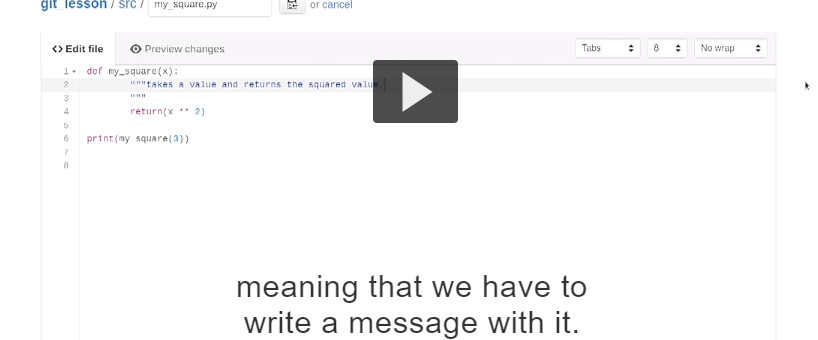 git_lesson / src / my_square.py or cancel
<> Edit file Preview changes Tabs 8 No wrap
1 def my_square(x):
2 """takes a value and returns the squared value.
3 """
4 return(x ** 2)
5
6 print(my_square(3))
7
8
meaning that we have to
write a message with it.